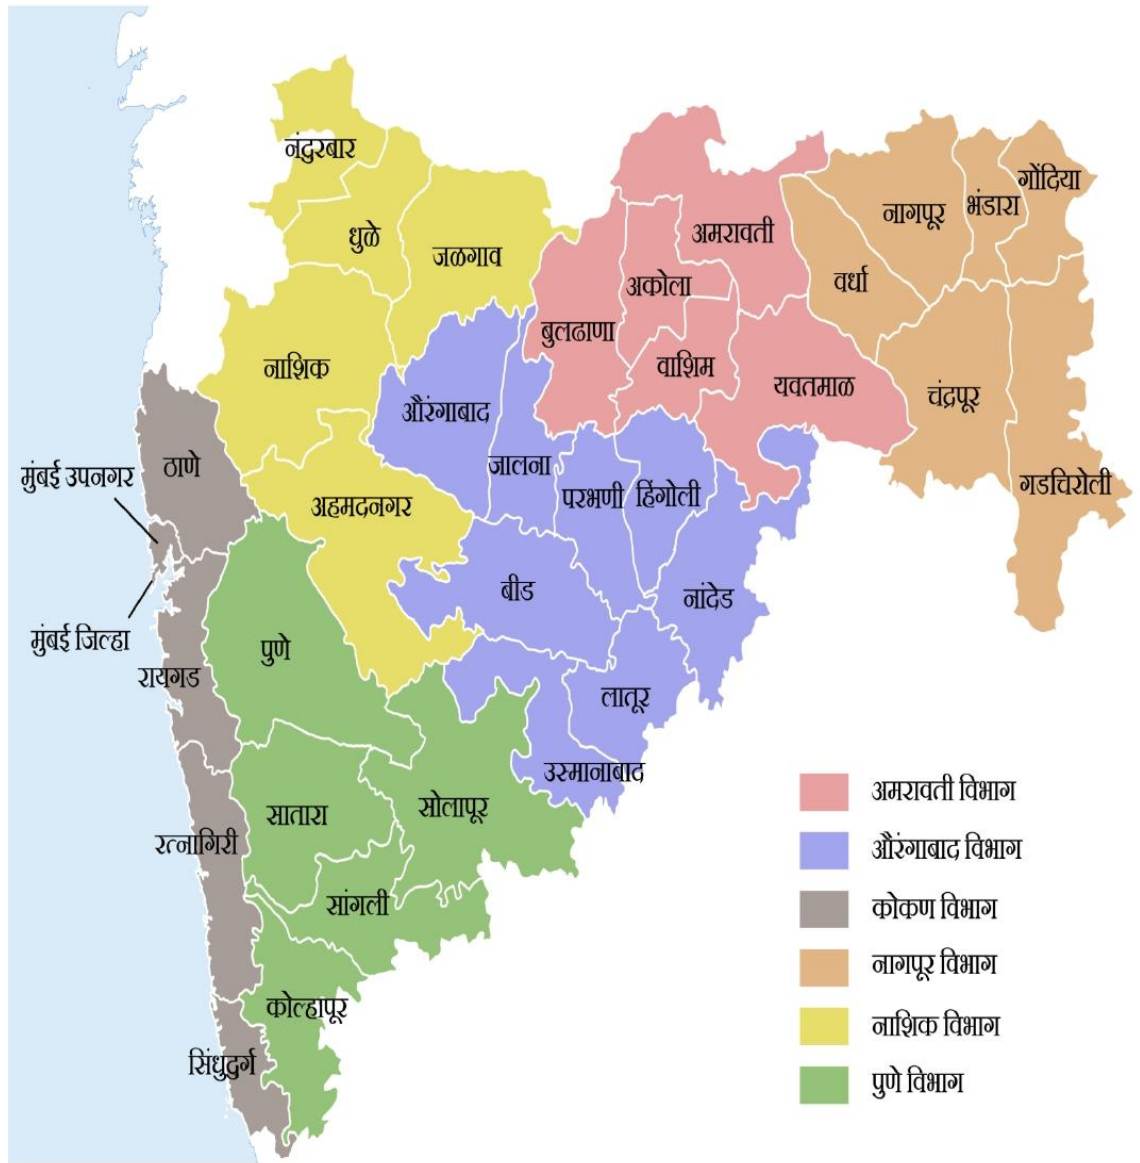 नंदुरबार
धुळे
जळगाव
नाशिक
अहमदनगर
अमरावती
अकोला
बुलढाणा
वाशिम
यवतमाळ
नागपूर
भंडारा
गोंदिया
वर्धा
चंद्रपूर
गडचिरोली
औरंगाबाद
जालना
परभणी
हिंगोली
बीड
नांदेड
लातूर
उस्मानाबाद
ठाणे
मुंबई उपनगर
मुंबई जिल्हा
रायगड
रत्नागिरी
सिंधुदुर्ग
पुणे
सातारा
सोलापूर
सांगली
कोल्हापूर
अमरावती विभाग
औरंगाबाद विभाग
कोकण विभाग
नागपूर विभाग
नाशिक विभाग
पुणे विभाग